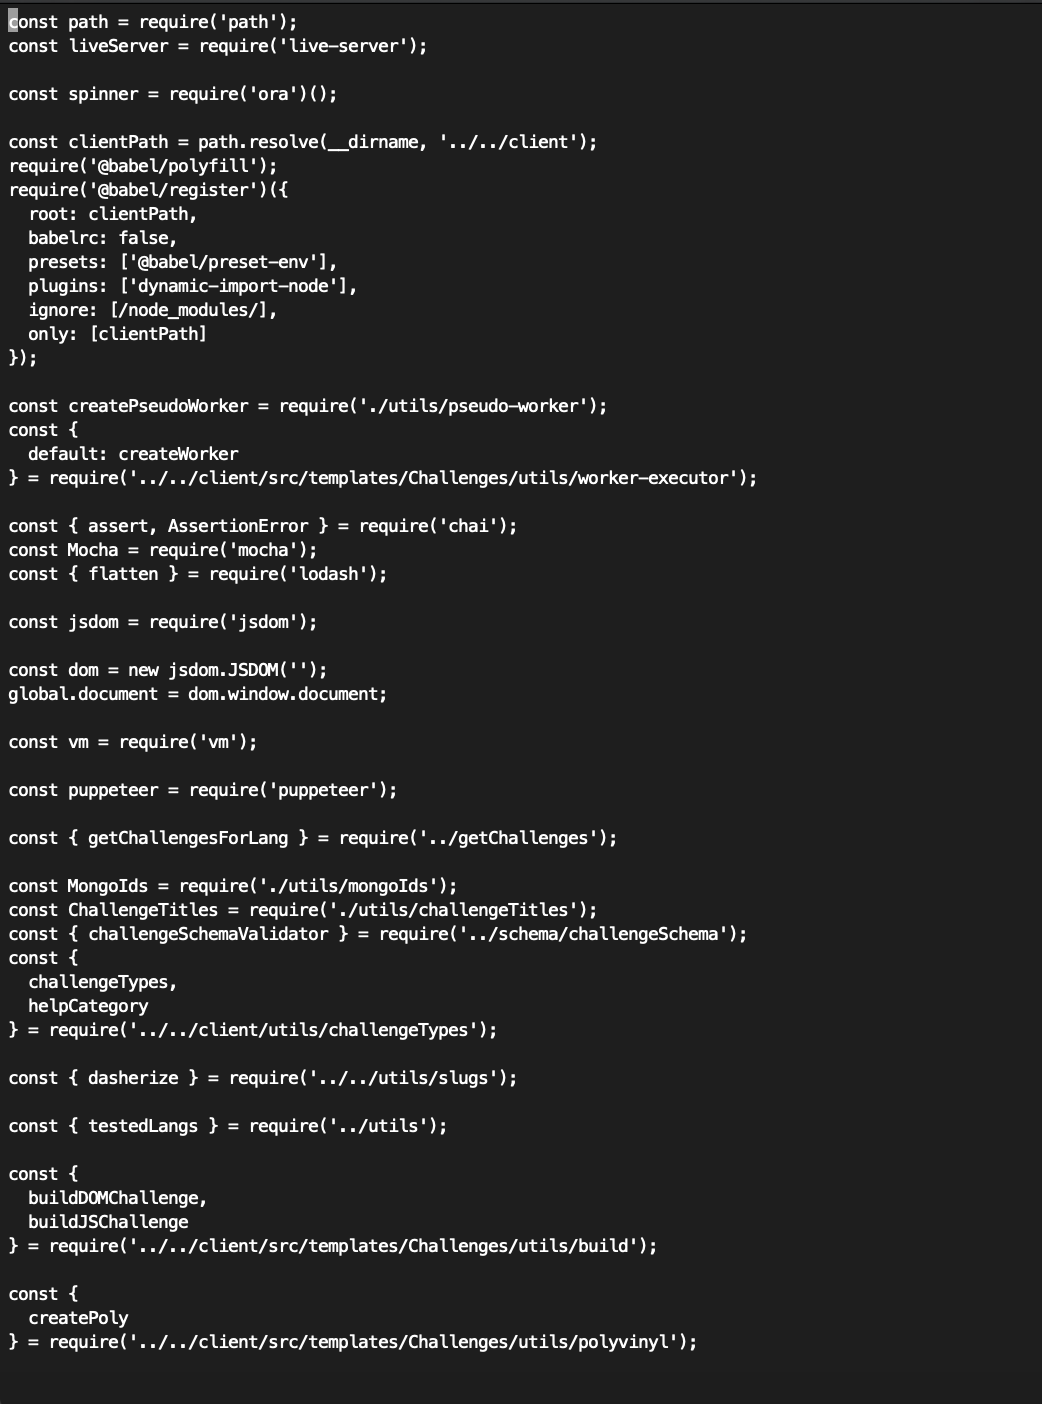 const path = require('path');
const liveServer = require('live-server');

const spinner = require('ora')();

const clientPath = path.resolve(__dirname, '../../client');
require('@babel/polyfill');
require('@babel/register')({
  root: clientPath,
  babelrc: false,
  presets: ['@babel/preset-env'],
  plugins: ['dynamic-import-node'],
  ignore: [/node_modules/],
  only: [clientPath]
});

const createPseudoWorker = require('./utils/pseudo-worker');
const {
  default: createWorker
} = require('../../client/src/templates/Challenges/utils/worker-executor');

const { assert, AssertionError } = require('chai');
const Mocha = require('mocha');
const { flatten } = require('lodash');

const jsdom = require('jsdom');

const dom = new jsdom.JSDOM('');
global.document = dom.window.document;

const vm = require('vm');

const puppeteer = require('puppeteer');

const { getChallengesForLang } = require('../getChallenges');

const MongoIds = require('./utils/mongoIds');
const ChallengeTitles = require('./utils/challengeTitles');
const { challengeSchemaValidator } = require('../schema/challengeSchema');
const {
  challengeTypes,
  helpCategory
} = require('../../client/utils/challengeTypes');

const { dasherize } = require('../../utils/slugs');

const { testedLangs } = require('../utils');

const {
  buildDOMChallenge,
  buildJSChallenge
} = require('../../client/src/templates/Challenges/utils/build');

const {
  createPoly
} = require('../../client/src/templates/Challenges/utils/polyvinyl');